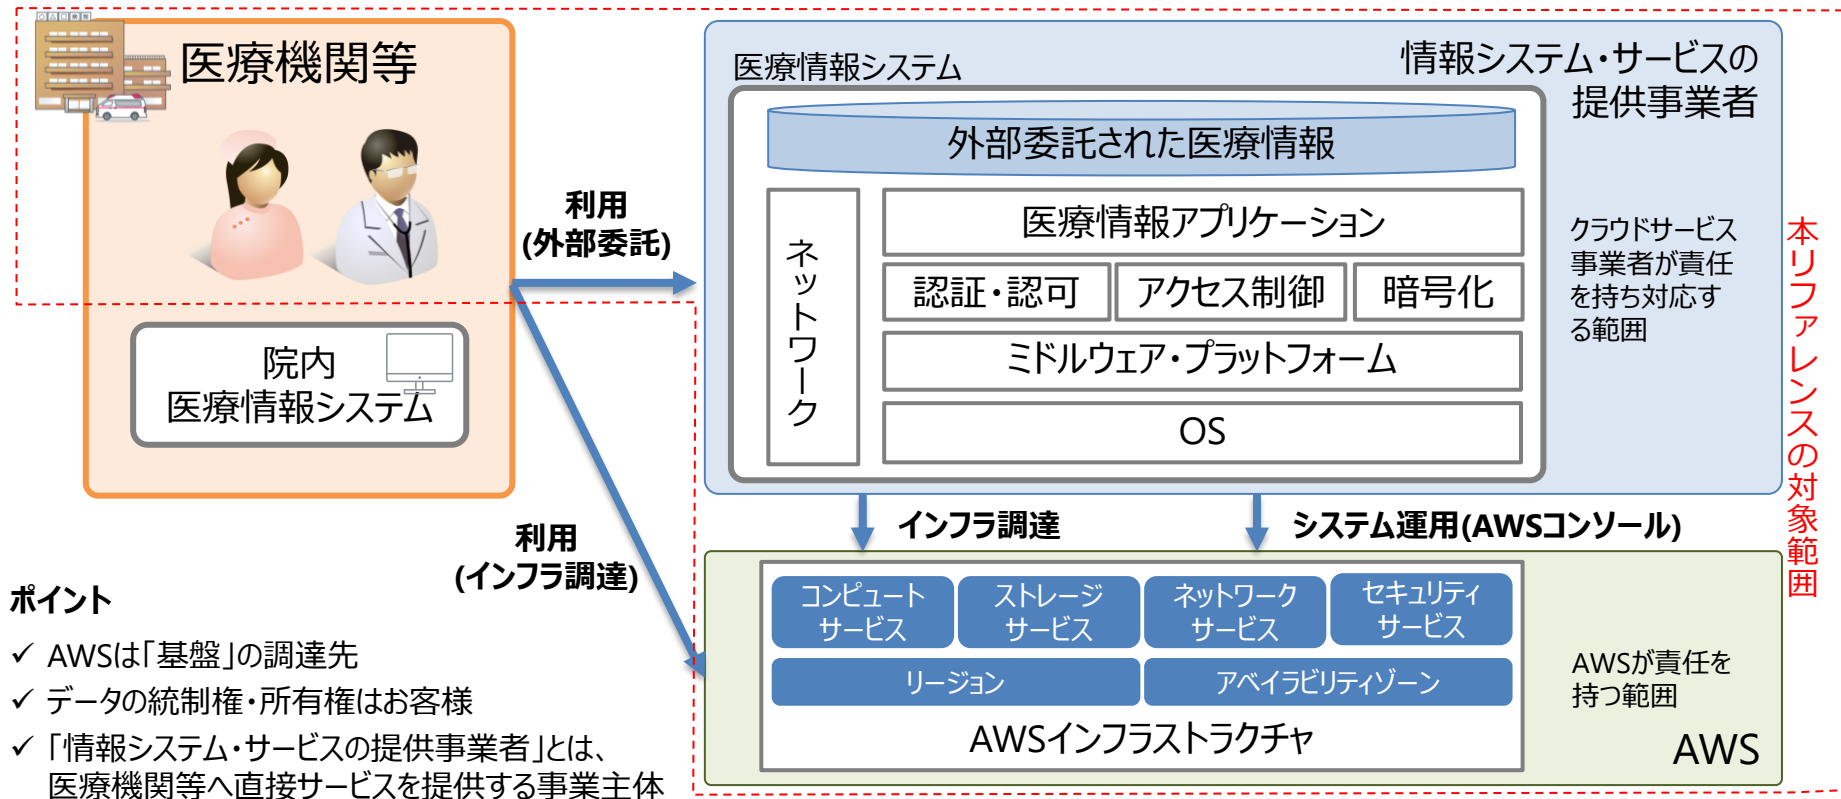 医療機関等
院内
医療情報システム
利用
(外部委託)
利用
(インフラ調達)
情報システム・サービスの
提供事業者
医療情報システム
外部委託された医療情報
ネットワーク
医療情報アプリケーション
認証・認可
アクセス制御
暗号化
ミドルウェア・プラットフォーム
OS
クラウドサービス
事業者が責任
を持ち対応す
る範囲
本リファレンスの対象範囲
インフラ調達
システム運用(AWSコンソール)
コンピュート
サービス
ストレージ
サービス
ネットワーク
サービス
セキュリティ
サービス
リージョン
アベイラビリティゾーン
AWSインフラストラクチャ
AWSが責任を
持つ範囲
AWS
ポイント
✓ AWSは「基盤」の調達先
✓ データの統制権・所有権はお客様
✓ 「情報システム・サービスの提供事業者」とは、
医療機関等へ直接サービスを提供する事業主体